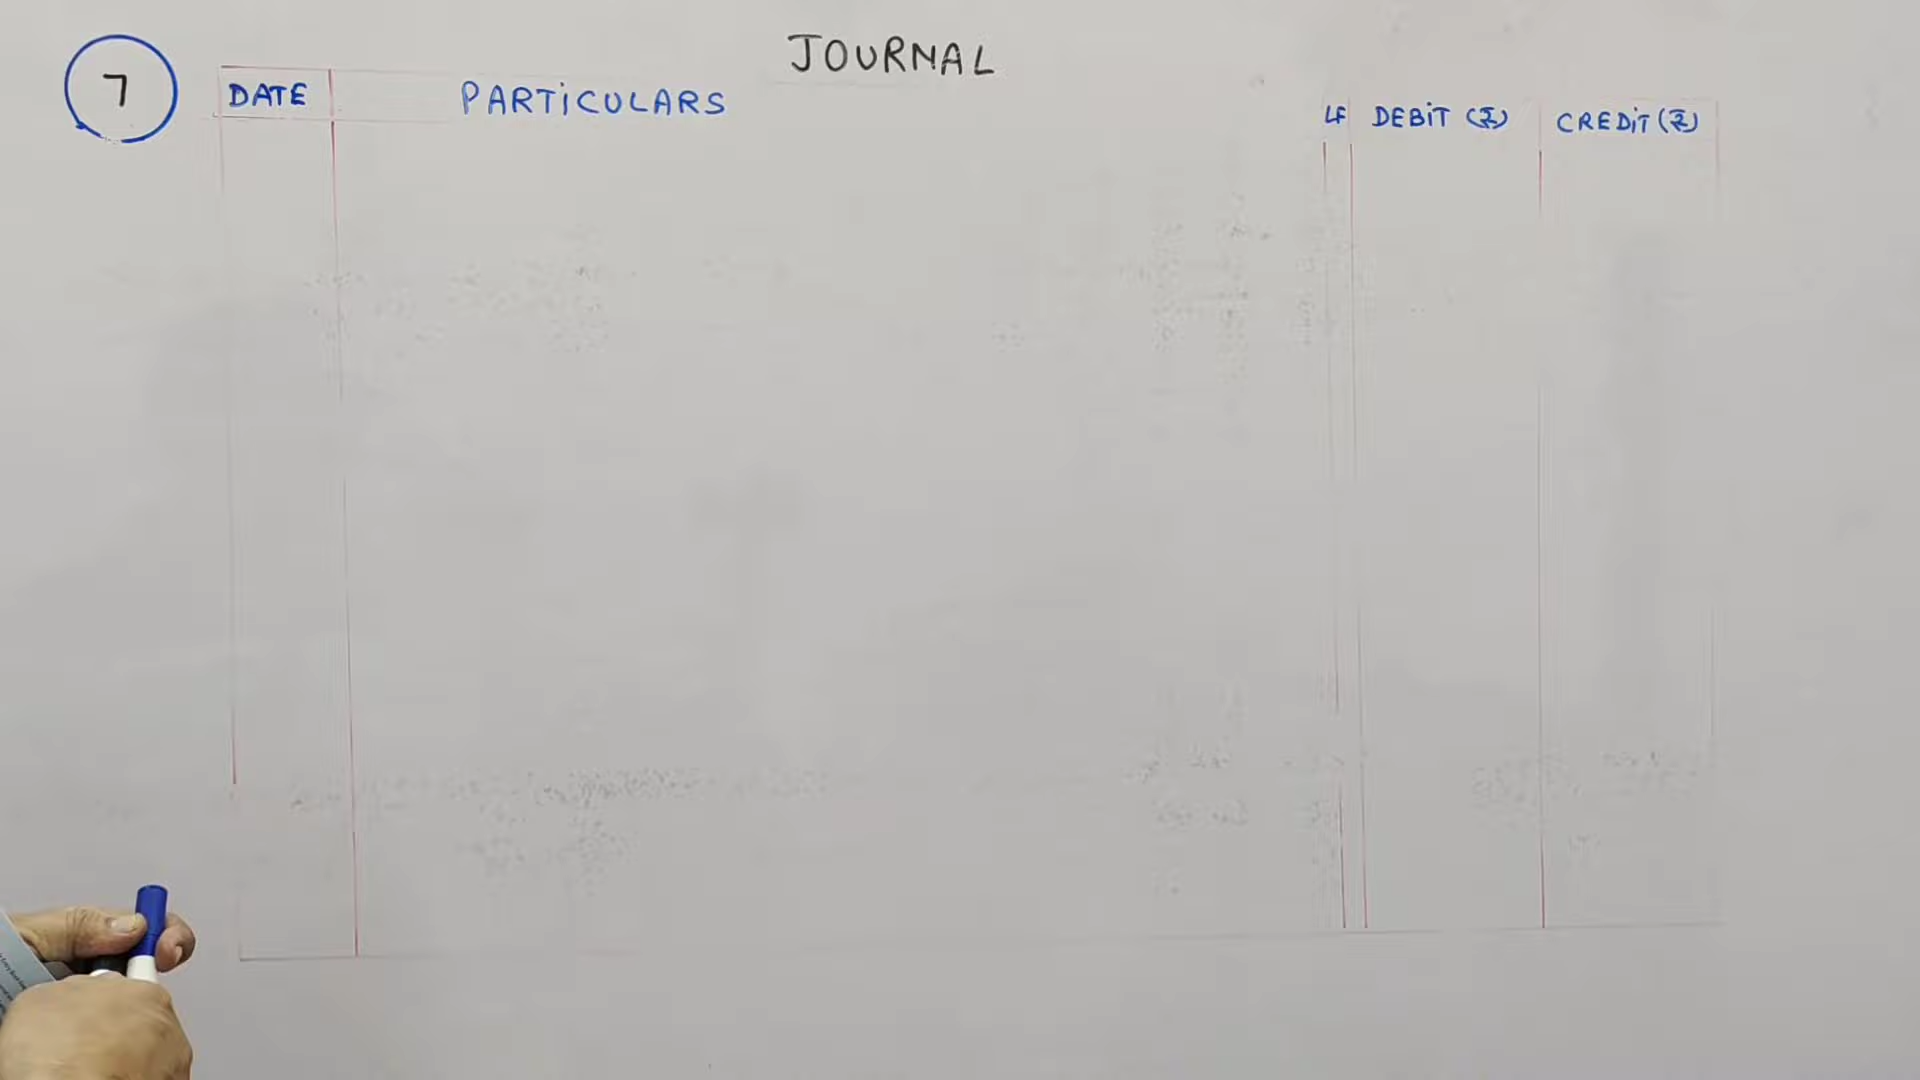 JOURNAL
7
DATE PARTiCULARS LF DEBiT (₹) CREDiT (₹)